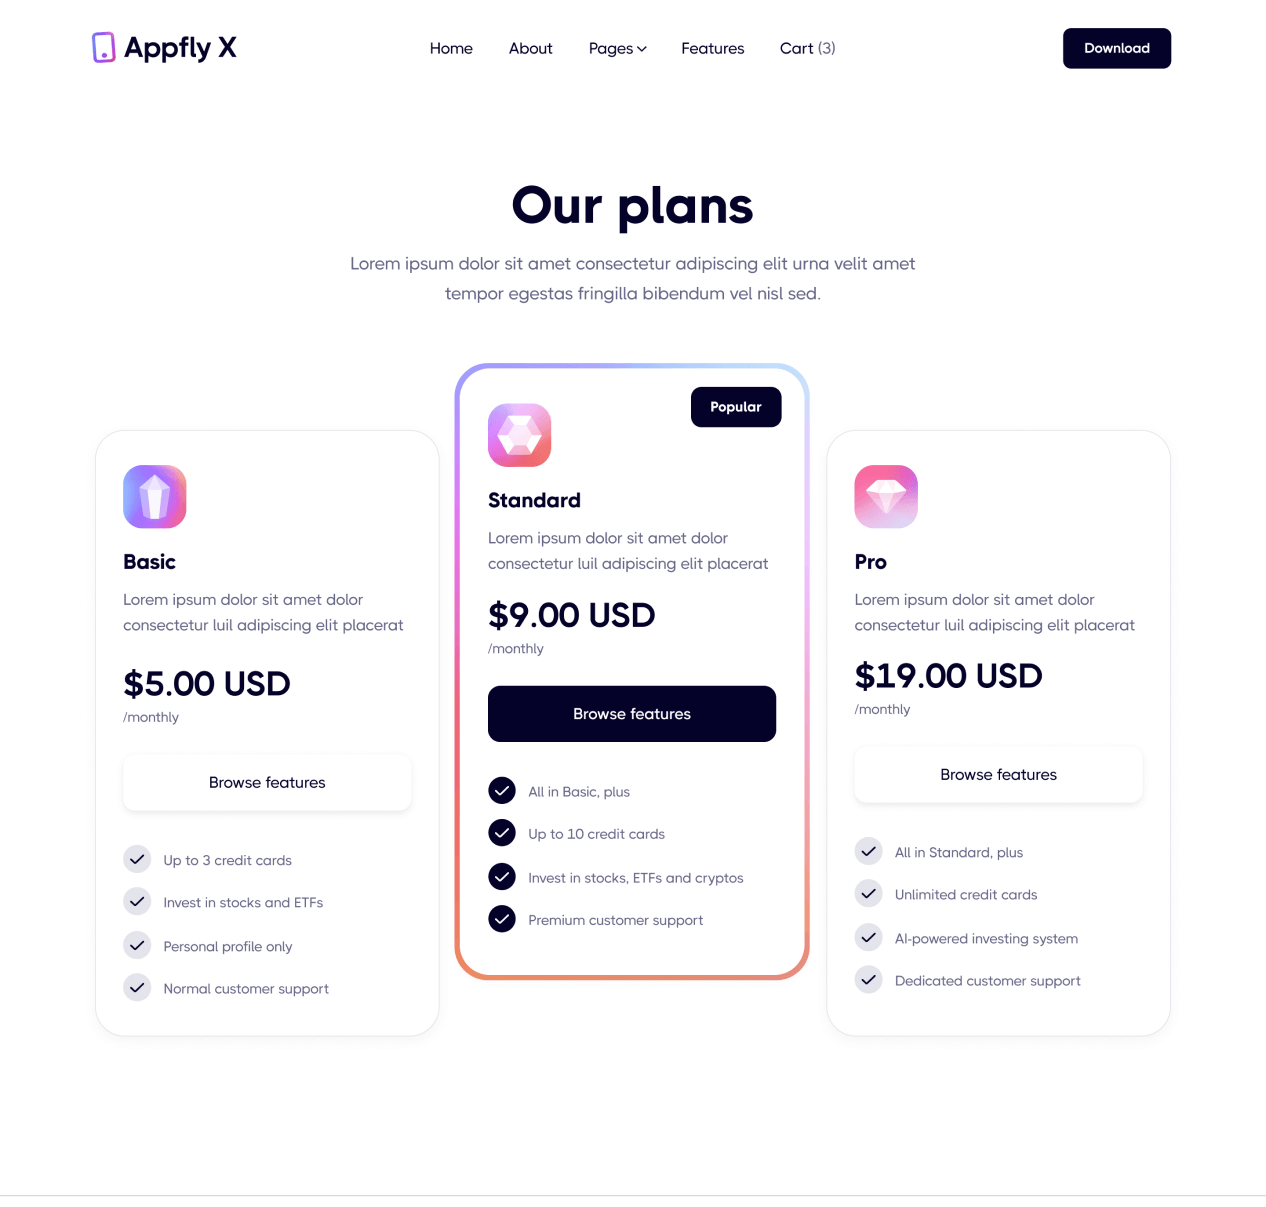 Appfly X
Home
About
Pages
Features
Cart (3)
Download
Our plans
Lorem ipsum dolor sit amet consectetur adipiscing elit urna velit amet
tempor egestas fringilla bibendum vel nisl sed.
Basic
Lorem ipsum dolor sit amet dolor
consectetur luil adipiscing elit placerat
$5.00 USD
/monthly
Browse features
Up to 3 credit cards
Invest in stocks and ETFs
Personal profile only
Normal customer support
Popular
Standard
Lorem ipsum dolor sit amet dolor
consectetur luil adipiscing elit placerat
$9.00 USD
/monthly
Browse features
All in Basic, plus
Up to 10 credit cards
Invest in stocks, ETFs and cryptos
Premium customer support
Pro
Lorem ipsum dolor sit amet dolor
consectetur luil adipiscing elit placerat
$19.00 USD
/monthly
Browse features
All in Standard, plus
Unlimited credit cards
AI-powered investing system
Dedicated customer support